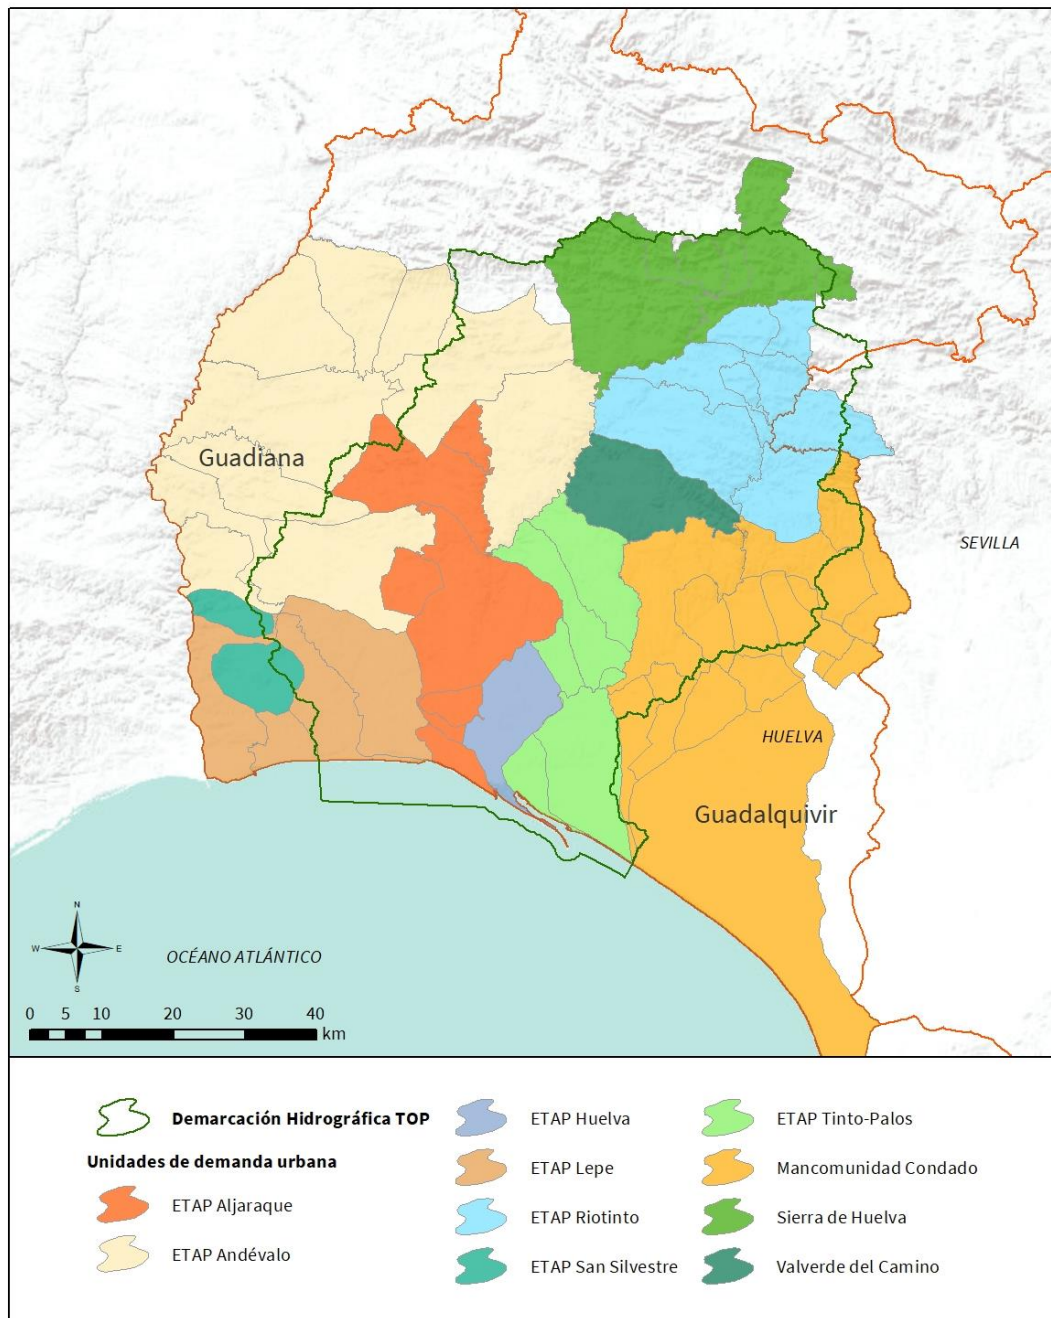 Guadiana
SEVILLA
HUELVA
Guadalquivir
N
W E
S
OCÉANO ATLÁNTICO
0 5 10 20 30 40
km
Demarcación Hidrográfica TOP
Unidades de demanda urbana
ETAP Aljaraque
ETAP Andévalo
ETAP Huelva
ETAP Lepe
ETAP Riotinto
ETAP San Silvestre
ETAP Tinto-Palos
Mancomunidad Condado
Sierra de Huelva
Valverde del Camino